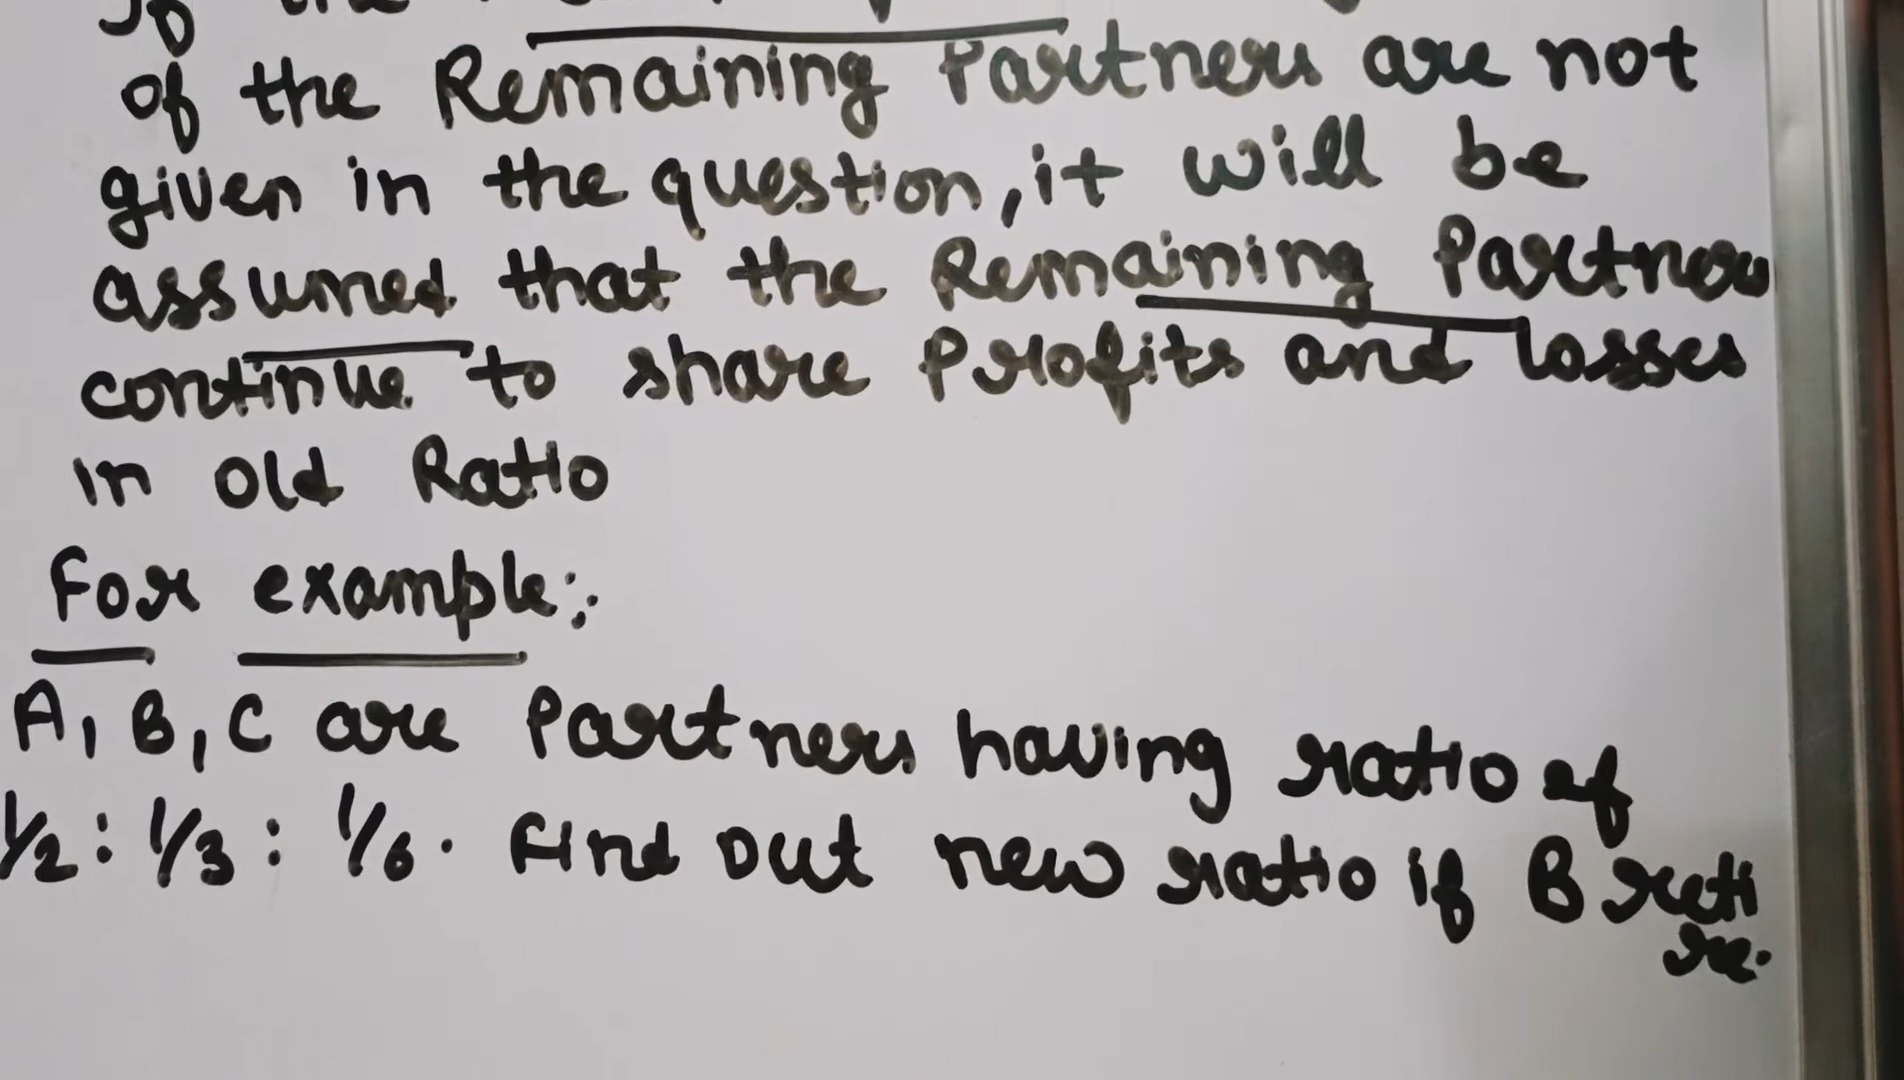 of the Remaining Partners are not
given in the question, it will be
assumed that the Remaining Partners
continue to share Profits and losses
in old Ratio
For example:
A, B, C are Partners having ratio of
1/2 : 1/3 : 1/6. Find out new ratio if B reti
re.